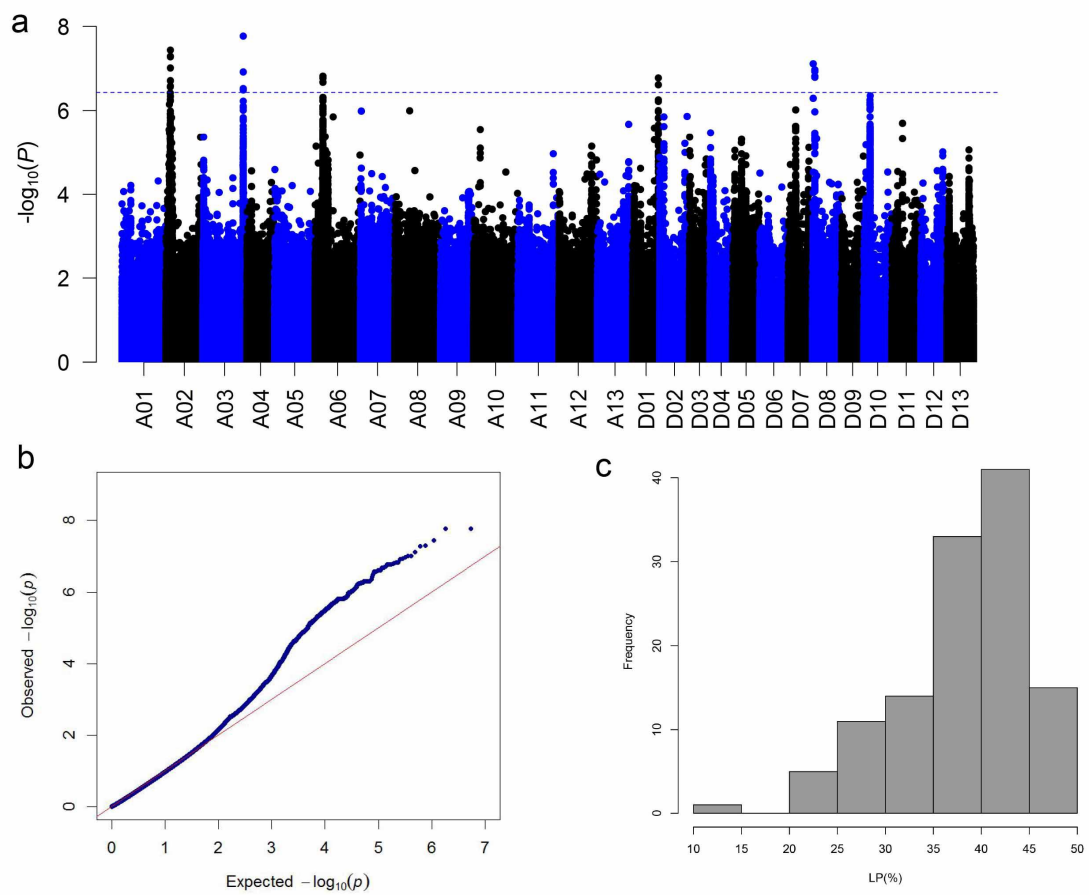 a
8
6
4
2
0
-log10(P)
A01 A02 A03 A04 A05 A06 A07 A08 A09 A10 A11 A12 A13 D01 D02 D03 D04 D05 D06 D07 D08 D09 D10 D11 D12 D13
b
8
6
4
2
0
Observed −log10(p)
0 1 2 3 4 5 6 7
Expected −log10(p)
c
40
30
20
10
0
Frequency
10 15 20 25 30 35 40 45 50
LP(%)